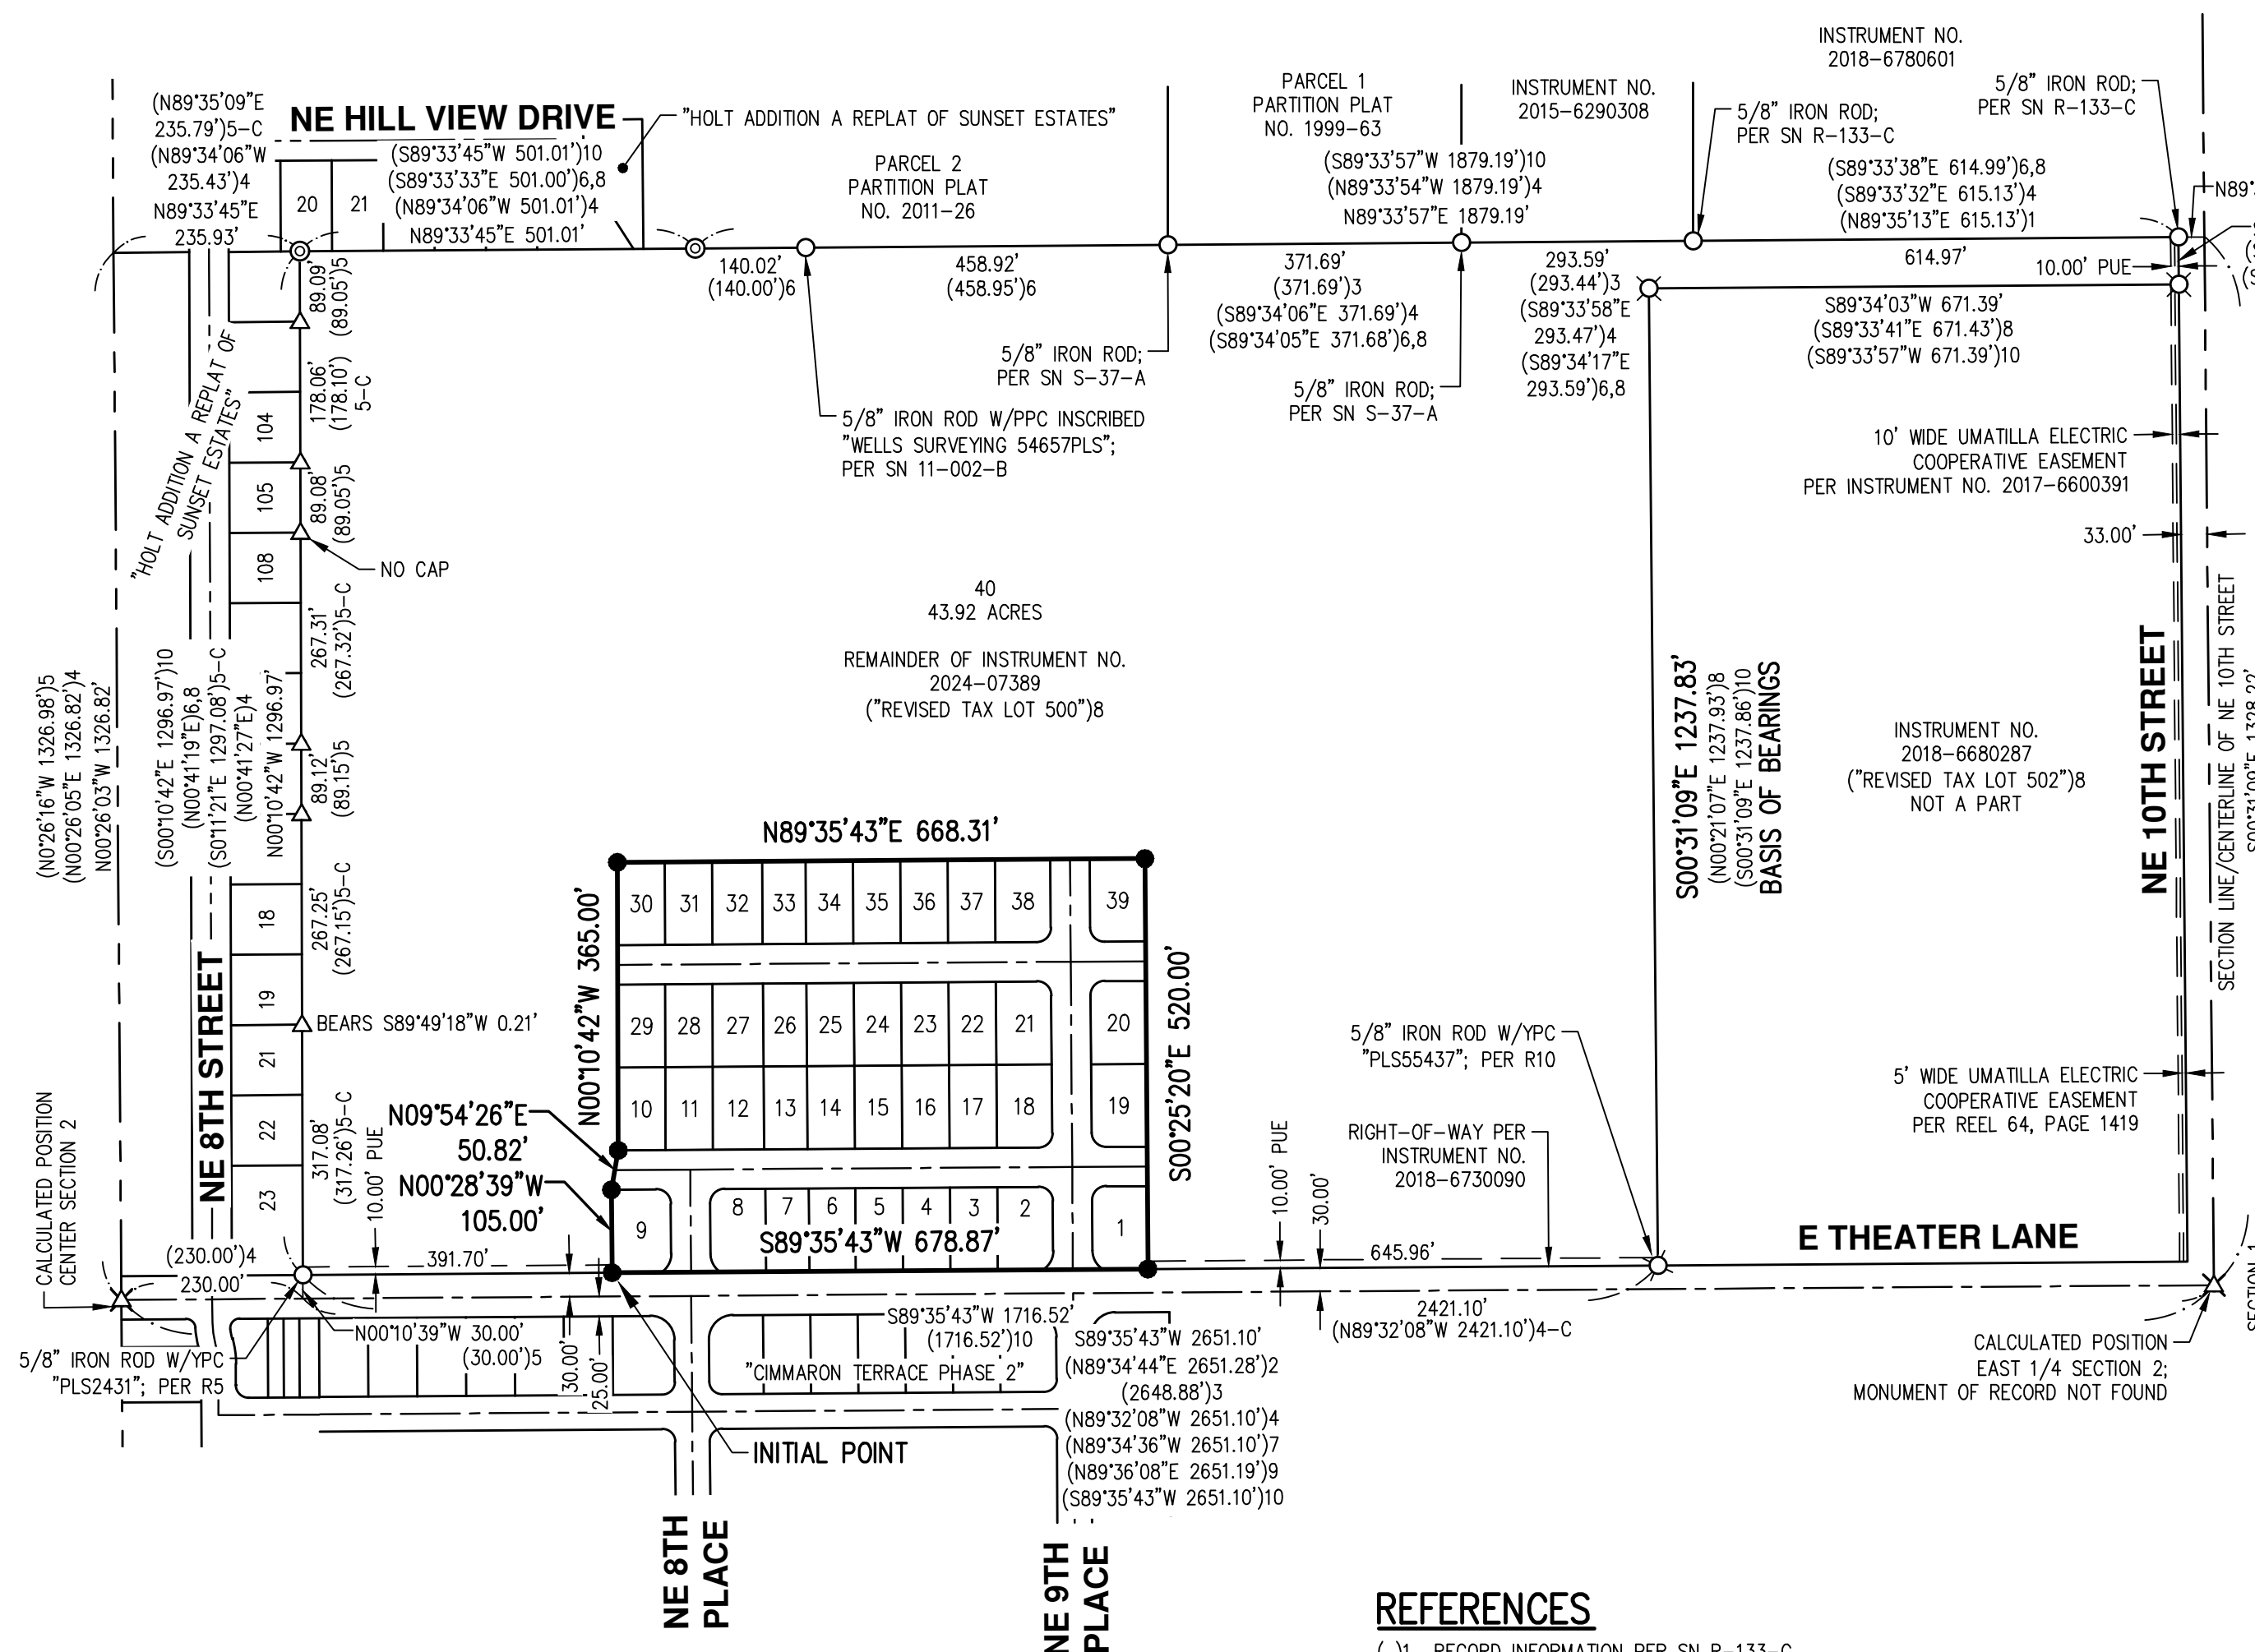 INSTRUMENT NO.
2018-6780601
5/8" IRON ROD;
PER SN R-133-C
PARCEL 1
PARTITION PLAT
NO. 1999-63
INSTRUMENT NO.
2015-6290308
5/8" IRON ROD;
PER SN R-133-C
(N89°35'09"E
235.79')5-C
(N89°34'06"W
235.43')4
N89°33'45"E
235.93'
NE HILL VIEW DRIVE
"HOLT ADDITION A REPLAT OF SUNSET ESTATES"
20
21
(S89°33'45"W 501.01')10
(S89°33'33"E 501.00')6,8
(N89°34'06"W 501.01')4
N89°33'45"E 501.01'
PARCEL 2
PARTITION PLAT
NO. 2011-26
(S89°33'57"W 1879.19')10
(N89°33'54"W 1879.19')4
N89°33'57"E 1879.19'
(S89°33'38"E 614.99')6,8
(S89°33'32"E 615.13')4
(N89°35'13"E 615.13')1
614.97'
N89°
10.00' PUE
140.02'
(140.00')6
458.92'
(458.95')6
371.69'
(371.69')3
(S89°34'06"E 371.69')4
(S89°34'05"E 371.68')6,8
293.59'
(293.44')3
(S89°33'58"E
293.47')4
(S89°34'17"E
293.59')6,8
S89°34'03"W 671.39'
(S89°33'41"E 671.43')8
(S89°33'57"W 671.39')10
5/8" IRON ROD;
PER SN S-37-A
5/8" IRON ROD;
PER SN S-37-A
5/8" IRON ROD W/PPC INSCRIBED
"WELLS SURVEYING 54657PLS";
PER SN 11-002-B
10' WIDE UMATILLA ELECTRIC
COOPERATIVE EASEMENT
PER INSTRUMENT NO. 2017-6600391
33.00'
89.09'
(89.05')5
178.06'
(178.10')
5-C
"HOLT ADDITION A REPLAT OF
SUNSET ESTATES"
104
105
108
89.08'
(89.05')5
NO CAP
267.31'
(267.32')5-C
89.12'
(89.15')5
267.25'
(267.15')5-C
317.08'
(317.26')5-C
(N0°26'16"W 1326.98')5
(N00°26'05"E 1326.82')4
N00°26'03"W 1326.82'
(S00°10'42"E 1296.97')10
(N00°41'19"E)6,8
(S0°11'21"E 1297.08')5-C
(N00°41'27"E)4
N00°10'42"W 1296.97'
40
43.92 ACRES
REMAINDER OF INSTRUMENT NO.
2024-07389
("REVISED TAX LOT 500")8
S00°31'09"E 1237.83'
(N00°21'07"E 1237.93')8
(S00°31'09"E 1237.86')10
BASIS OF BEARINGS
INSTRUMENT NO.
2018-6680287
("REVISED TAX LOT 502")8
NOT A PART
NE 10TH STREET
SECTION LINE/CENTERLINE OF NE 10TH STREET
S00°31'09"E 1328.22'
N89°35'43"E 668.31'
N00°10'42"W 365.00'
S00°25'20"E 520.00'
30 31 32 33 34 35 36 37 38 39
29 28 27 26 25 24 23 22 21 20
10 11 12 13 14 15 16 17 18 19
9 8 7 6 5 4 3 2 1
S89°35'43"W 678.87'
18
19
21
22
23
NE 8TH STREET
BEARS S89°49'18"W 0.21'
N09°54'26"E
50.82'
N00°28'39"W
105.00'
10.00' PUE
CALCULATED POSITION
CENTER SECTION 2
5/8" IRON ROD W/YPC
"PLS55437"; PER R10
5' WIDE UMATILLA ELECTRIC
COOPERATIVE EASEMENT
PER REEL 64, PAGE 1419
RIGHT-OF-WAY PER
INSTRUMENT NO.
2018-6730090
10.00' PUE
30.00'
E THEATER LANE
(230.00')4
230.00'
391.70'
645.96'
2421.10'
(N89°32'08"W 2421.10')4-C
N00°10'39"W 30.00'
(30.00')5
5/8" IRON ROD W/YPC
"PLS2431"; PER R5
30.00'
25.00'
S89°35'43"W 1716.52'
(1716.52')10
"CIMMARON TERRACE PHASE 2"
S89°35'43"W 2651.10'
(N89°34'44"E 2651.28')2
(2648.88')3
(N89°32'08"W 2651.10')4
(N89°34'36"W 2651.10')7
(N89°36'08"E 2651.19')9
(S89°35'43"W 2651.10')10
CALCULATED POSITION
EAST 1/4 SECTION 2;
MONUMENT OF RECORD NOT FOUND
SECTION 1
INITIAL POINT
NE 8TH
PLACE
NE 9TH
PLACE
REFERENCES
( )1 RECORD INFORMATION PER SN R-133-C